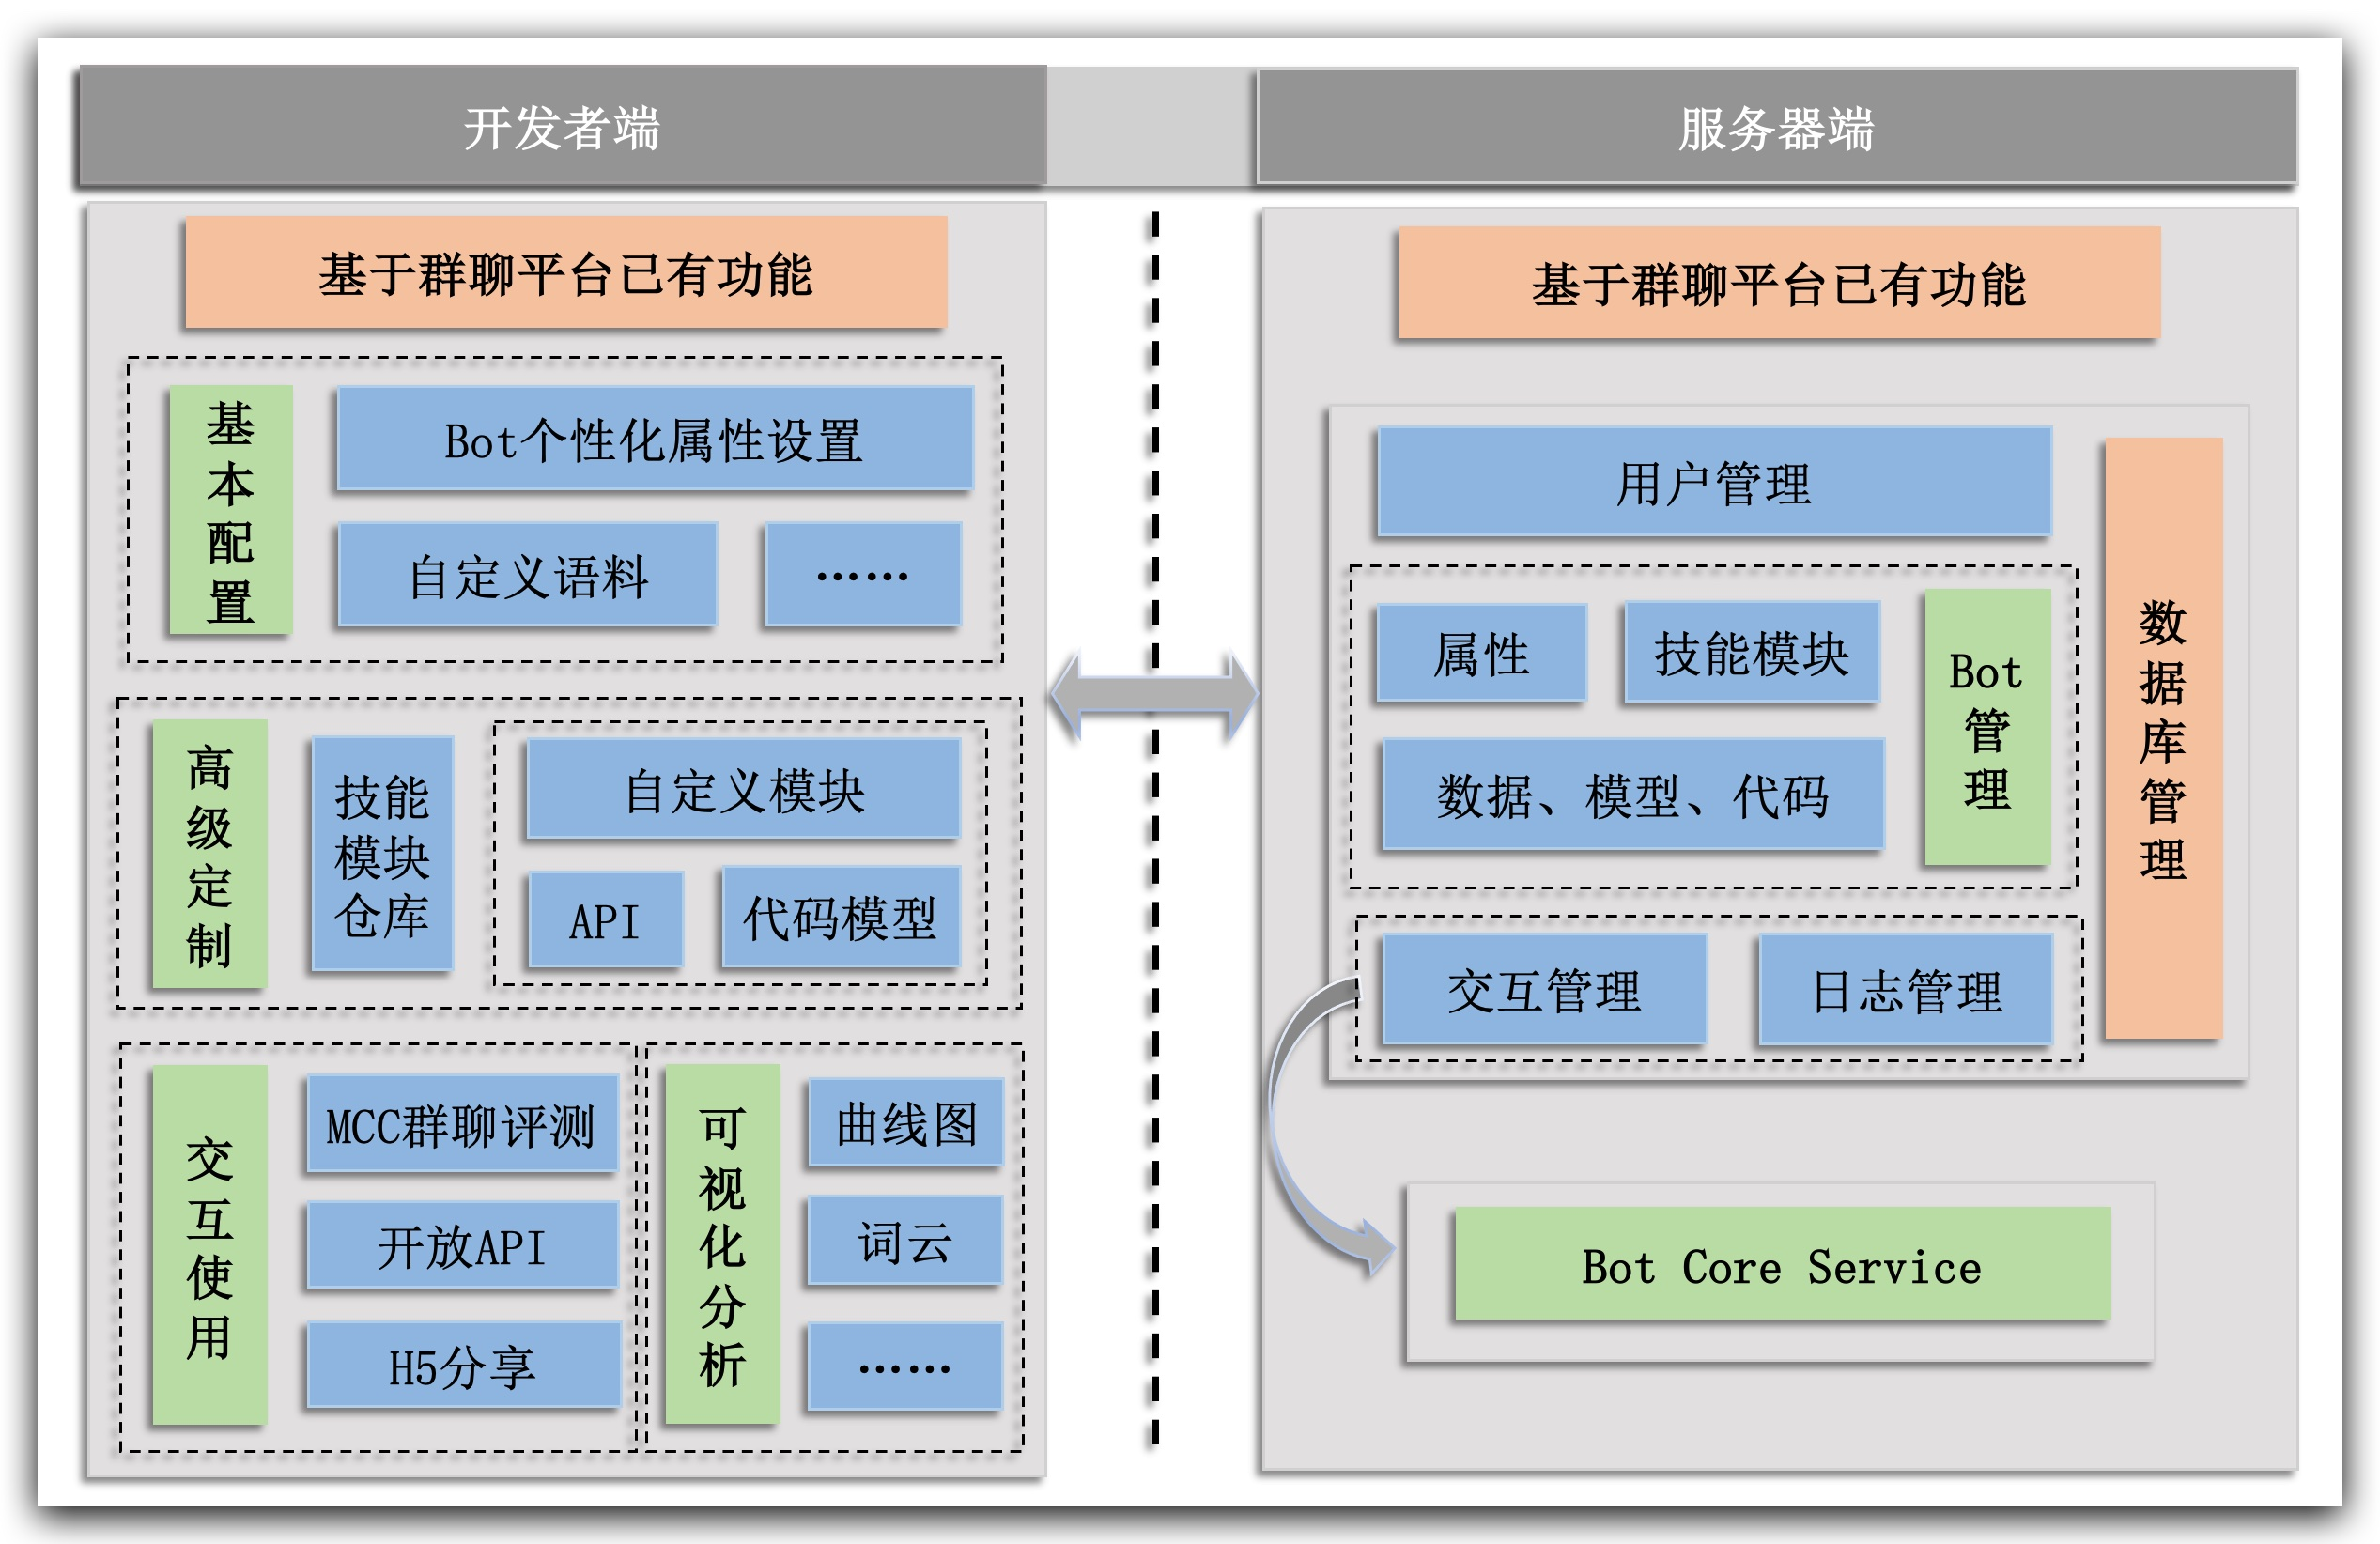 开发者端
基于群聊平台已有功能
基本配置
Bot个性化属性设置
自定义语料
……
高级定制
技能
模块
仓库
自定义模块
API
代码模型
交互使用
MCC群聊评测
开放API
H5分享
可视化分析
曲线图
词云
……
服务器端
基于群聊平台已有功能
用户管理
属性
技能模块
数据、模型、代码
Bot
管
理
交互管理
日志管理
数据库管理
Bot Core Service